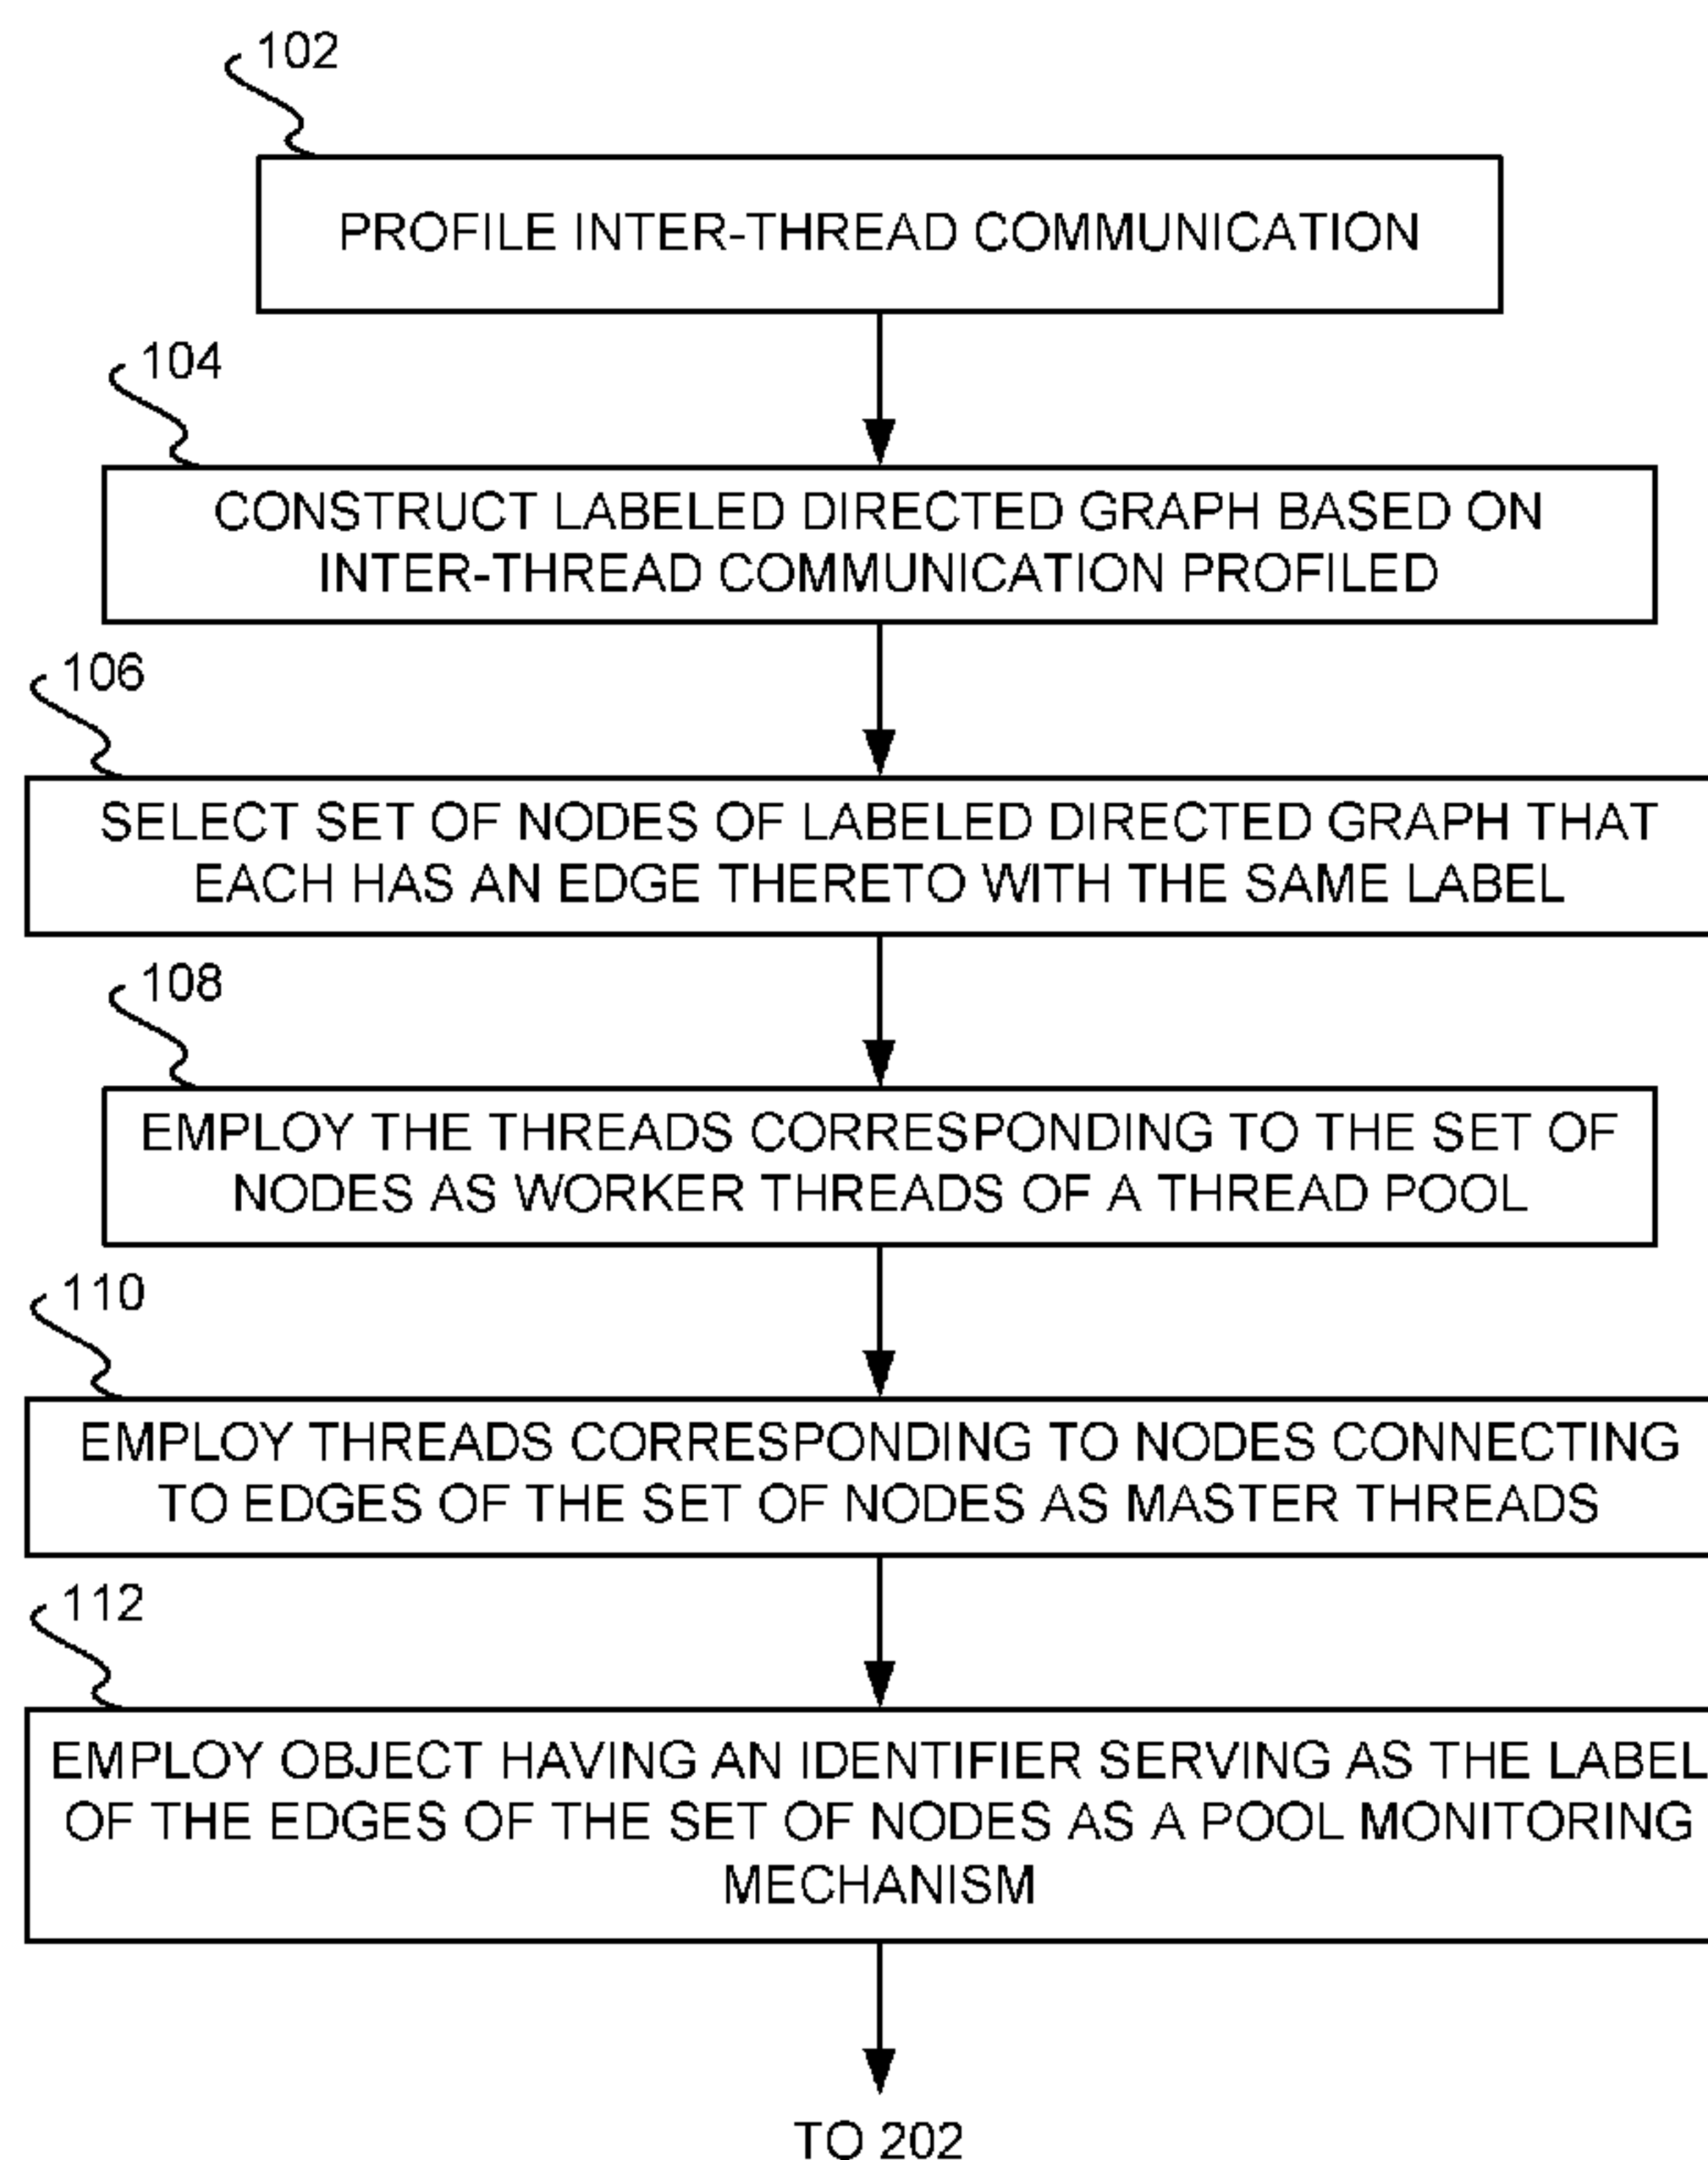 102
PROFILE INTER-THREAD COMMUNICATION
104
CONSTRUCT LABELED DIRECTED GRAPH BASED ON
INTER-THREAD COMMUNICATION PROFILED
106
SELECT SET OF NODES OF LABELED DIRECTED GRAPH THAT
EACH HAS AN EDGE THERETO WITH THE SAME LABEL
108
EMPLOY THE THREADS CORRESPONDING TO THE SET OF
NODES AS WORKER THREADS OF A THREAD POOL
110
EMPLOY THREADS CORRESPONDING TO NODES CONNECTING
TO EDGES OF THE SET OF NODES AS MASTER THREADS
112
EMPLOY OBJECT HAVING AN IDENTIFIER SERVING AS THE LABEL
OF THE EDGES OF THE SET OF NODES AS A POOL MONITORING
MECHANISM
TO 202